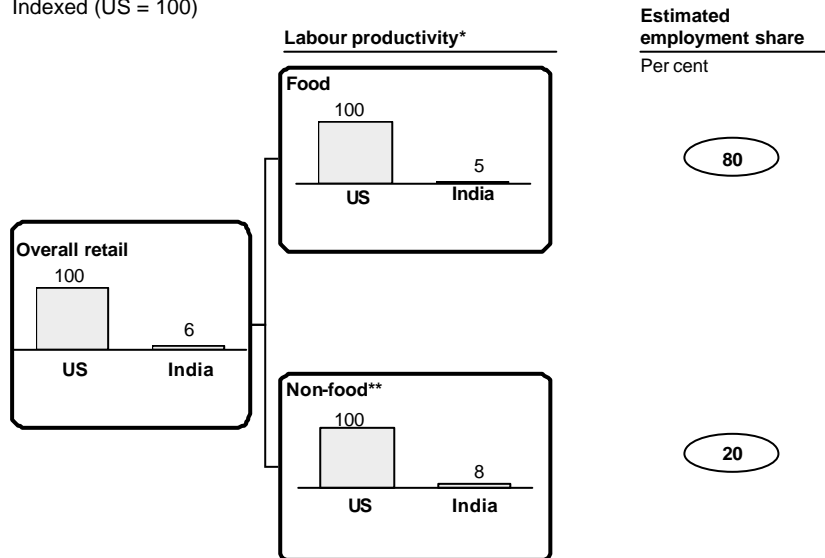 Indexed (US = 100)
Labour productivity*
Estimated
employment share
Per cent
Food
100
5
US
India
80
Overall retail
100
6
US
India
Non-food**
100
8
US
India
20